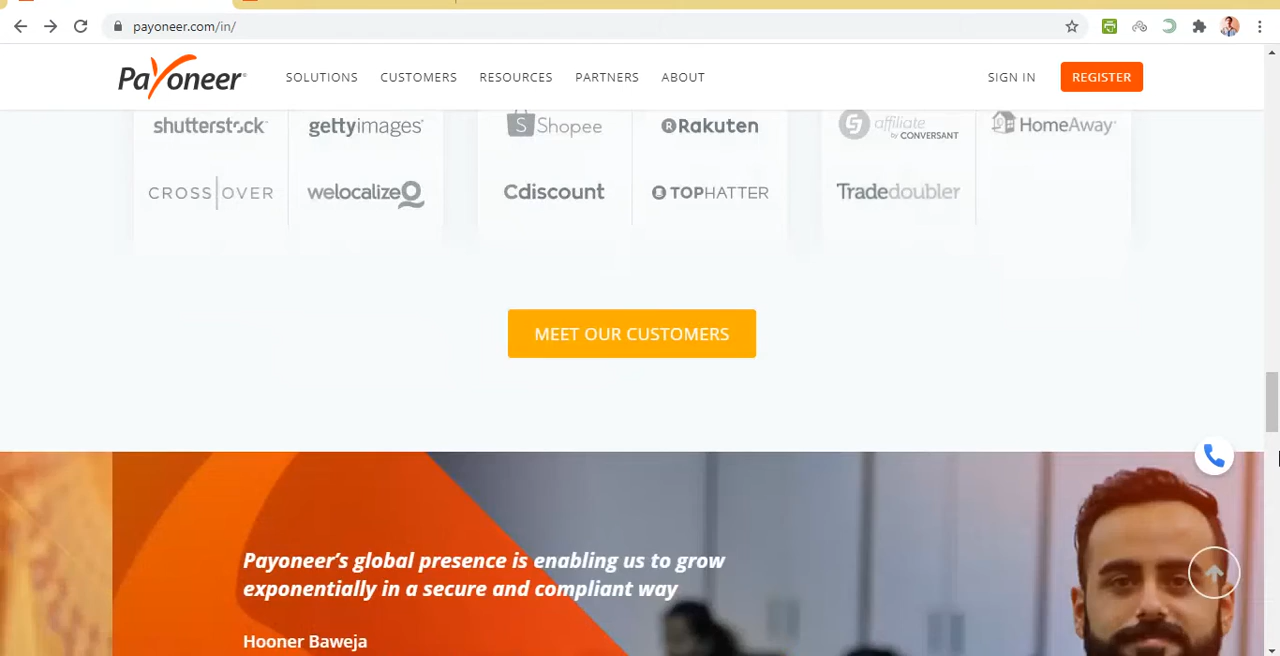 payoneer.com/in/
Payoneer
SOLUTIONS CUSTOMERS RESOURCES PARTNERS ABOUT SIGN IN REGISTER
shutterstock gettyimages Shopee Rakuten affiliate by CONVERSANT HomeAway
CROSSOVER welocalize Cdiscount TOPHATTER Tradedoubler
MEET OUR CUSTOMERS
Payoneer’s global presence is enabling us to grow
exponentially in a secure and compliant way
Hooner Baweja